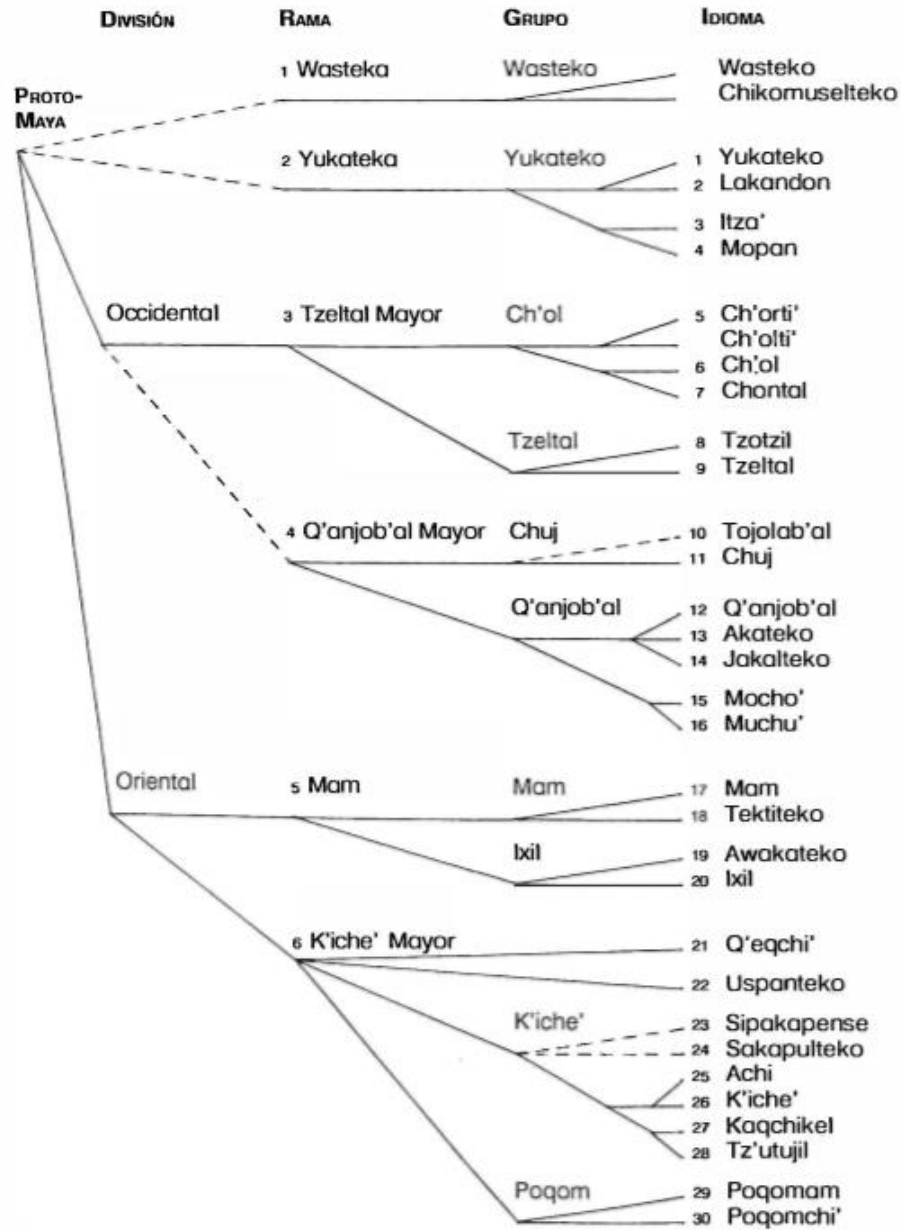 DIVISIÓN RAMA GRUPO IDIOMA
1 Wasteka Wasteko Wasteko
Chikomuselteko
PROTO-
MAYA
2 Yukateka Yukateko 1 Yukateko
2 Lakandon
3 Itza'
4 Mopan
Occidental 3 Tzeltal Mayor Ch'ol 5 Ch'orti'
Ch'olti'
6 Ch'ol
7 Chontal
Tzeltal 8 Tzotzil
9 Tzeltal
4 Q'anjob'al Mayor Chuj 10 Tojolab'al
11 Chuj
Q'anjob'al 12 Q'anjob'al
13 Akateko
14 Jakalteko
15 Mocho'
16 Muchu'
Oriental 5 Mam Mam 17 Mam
18 Tektiteko
Ixil 19 Awakateko
20 Ixil
6 K'iche' Mayor 21 Q'eqchi'
22 Uspanteko
K'iche' 23 Sipakapense
24 Sakapulteko
25 Achi
26 K'iche'
27 Kaqchikel
28 Tz'utujil
Poqom 29 Poqomam
30 Poqomchi'